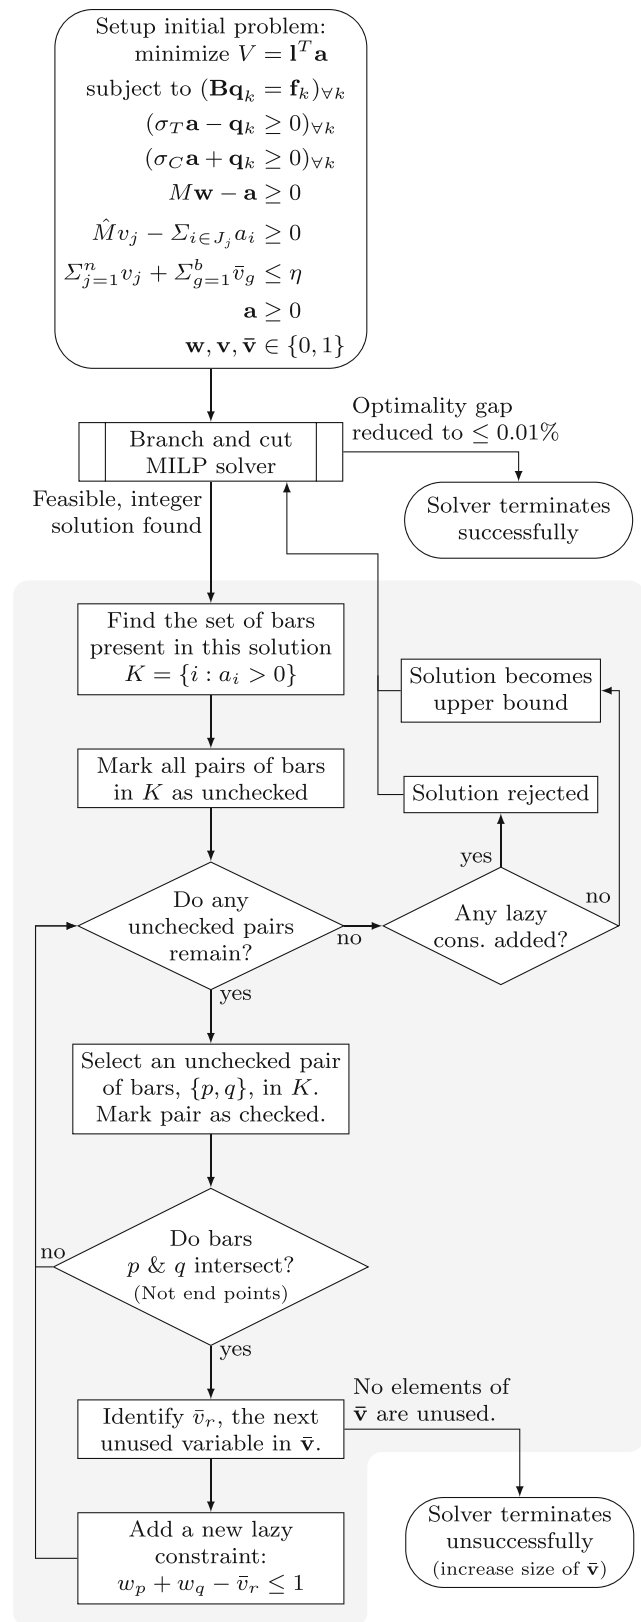 Setup initial problem:
minimize V = l^T a
subject to (Bq_k = f_k)_∀k
(σ_T a − q_k ≥ 0)_∀k
(σ_C a + q_k ≥ 0)_∀k
Mw − a ≥ 0
M̂v_j − Σ_{i∈J_j} a_i ≥ 0
Σ_{j=1}^n v_j + Σ_{g=1}^b v̄_g ≤ η
a ≥ 0
w, v, v̄ ∈ {0, 1}
Branch and cut
MILP solver
Optimality gap
reduced to ≤ 0.01%
Solver terminates
successfully
Feasible, integer
solution found
Find the set of bars
present in this solution
K = {i : a_i > 0}
Solution becomes
upper bound
Mark all pairs of bars
in K as unchecked
Solution rejected
Do any
unchecked pairs
remain?
no
yes
Any lazy
cons. added?
no
yes
Select an unchecked pair
of bars, {p, q}, in K.
Mark pair as checked.
Do bars
p & q intersect?
(Not end points)
no
yes
Identify v̄_r, the next
unused variable in v̄.
No elements of
v̄ are unused.
Solver terminates
unsuccessfully
(increase size of v̄)
Add a new lazy
constraint:
w_p + w_q − v̄_r ≤ 1